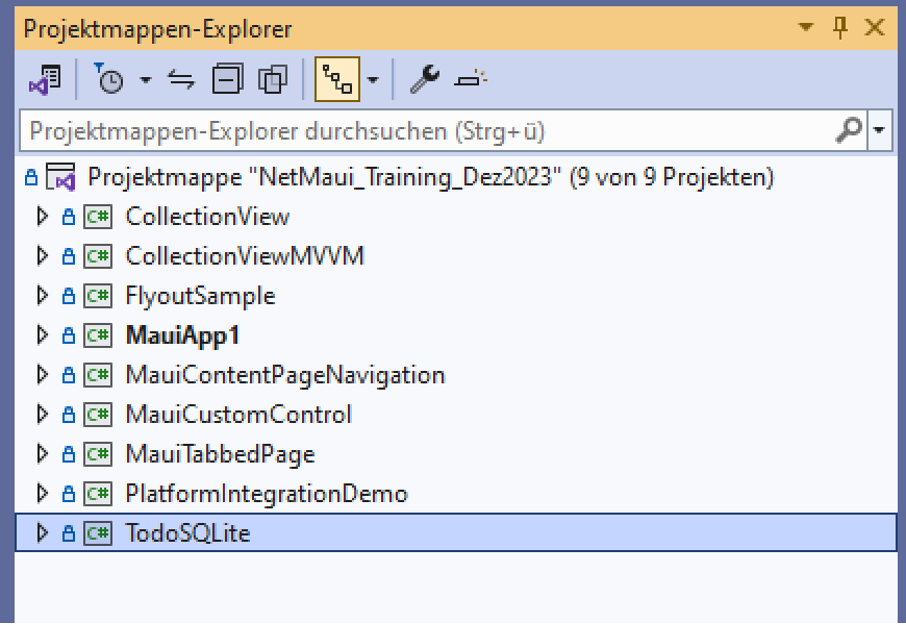 Projektmappen-Explorer
Projektmappen-Explorer durchsuchen (Strg+ü)
Projektmappe "NetMaui_Training_Dez2023" (9 von 9 Projekten)
C# CollectionView
C# CollectionViewMVVM
C# FlyoutSample
C# MauiApp1
C# MauiContentPageNavigation
C# MauiCustomControl
C# MauiTabbedPage
C# PlatformIntegrationDemo
C# TodoSQLite